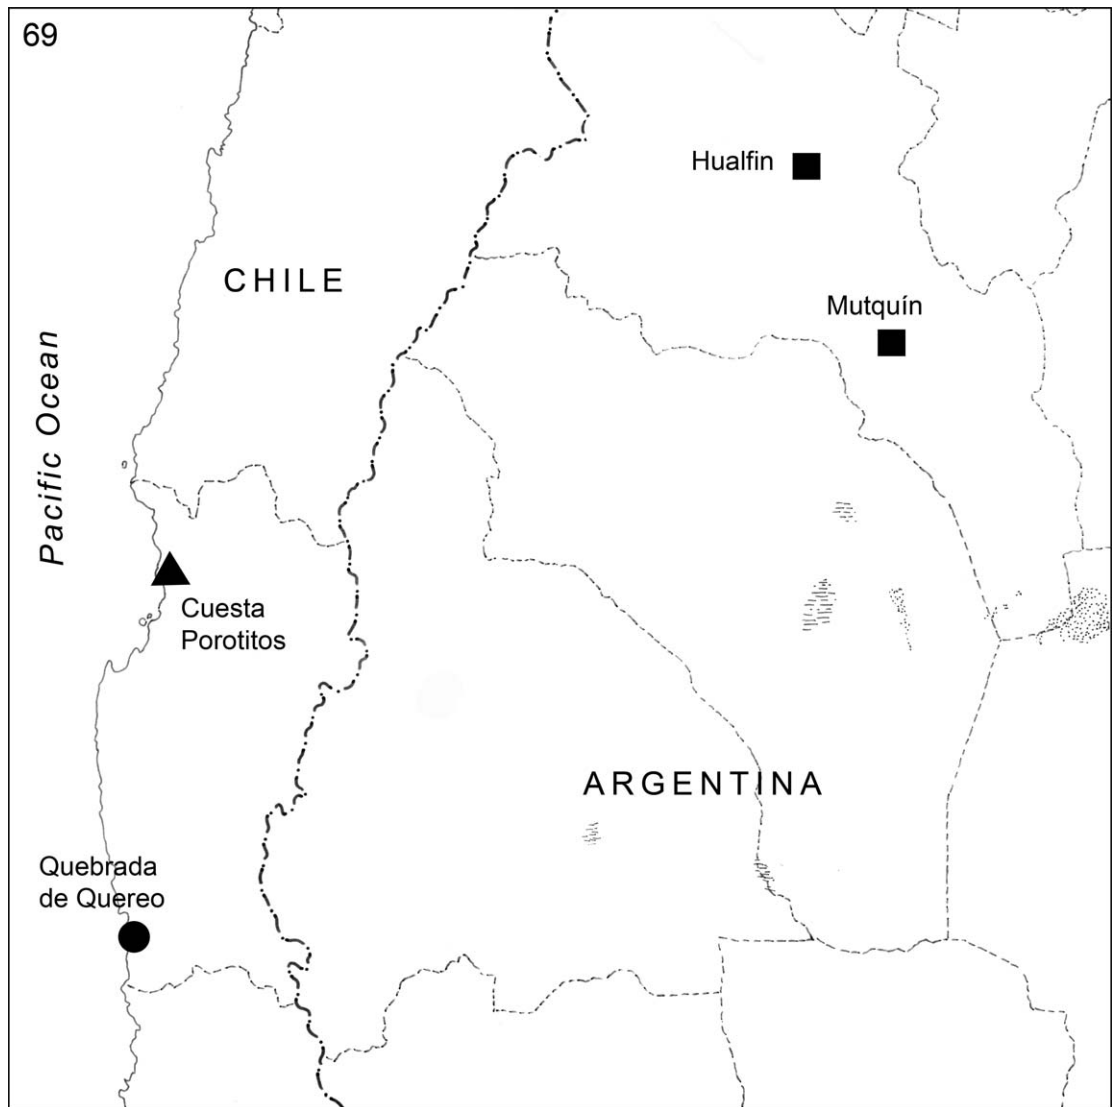 69
Hualfin
CHILE
Mutquín
Pacific Ocean
Cuesta
Porotitos
ARGENTINA
Quebrada
de Quereo